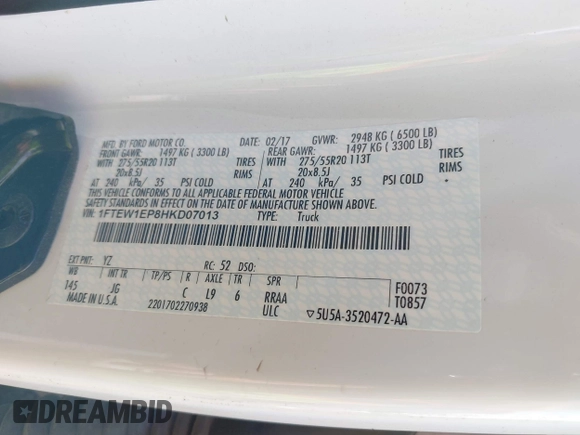 MFD. BY FORD MOTOR CO. DATE: 02/17 GVWR: 2948 KG ( 6500 LB)
FRONT GAWR: 1497 KG ( 3300 LB) REAR GAWR: 1497 KG ( 3300 LB)
WITH 275/55R20 113T TIRES WITH 275/55R20 113T TIRES
20x8.5J RIMS 20x8.5J RIMS
AT 240 kPa/ 35 PSI COLD AT 240 kPa/ 35 PSI COLD
THIS VEHICLE CONFORMS TO ALL APPLICABLE FEDERAL MOTOR VEHICLE
SAFETY STANDARDS IN EFFECT ON THE DATE OF MANUFACTURE SHOWN ABOVE.
VIN: 1FTEW1EP8HKD07013 TYPE: Truck
EXT PNT: YZ RC: 52 DSO:
WB INT TR TP/PS R AXLE TR SPR F0073
145 JG C L9 6 RRAA T0857
MADE IN U.S.A. 2201702270938 ULC ▽5U5A-3520472-AA
DREAMBID